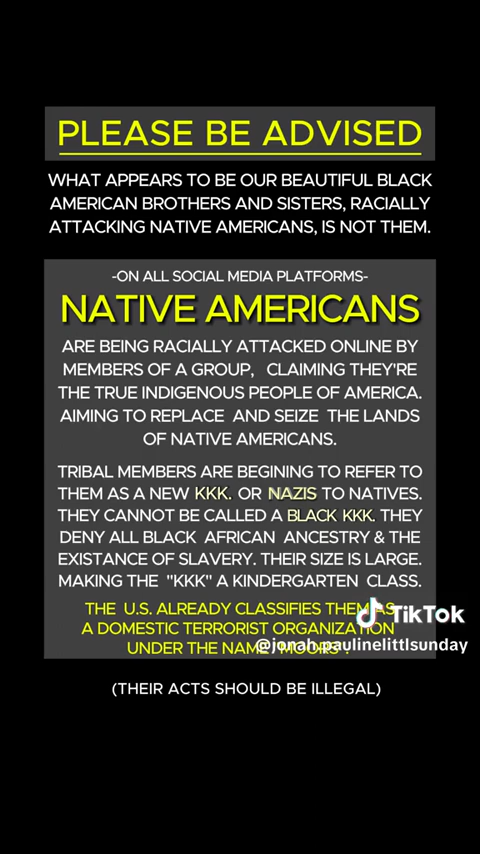 PLEASE BE ADVISED
WHAT APPEARS TO BE OUR BEAUTIFUL BLACK
AMERICAN BROTHERS AND SISTERS, RACIALLY
ATTACKING NATIVE AMERICANS, IS NOT THEM.
-ON ALL SOCIAL MEDIA PLATFORMS-
NATIVE AMERICANS
ARE BEING RACIALLY ATTACKED ONLINE BY
MEMBERS OF A GROUP, CLAIMING THEY'RE
THE TRUE INDIGENOUS PEOPLE OF AMERICA.
AIMING TO REPLACE AND SEIZE THE LANDS
OF NATIVE AMERICANS.
TRIBAL MEMBERS ARE BEGINING TO REFER TO
THEM AS A NEW KKK. OR NAZIS TO NATIVES.
THEY CANNOT BE CALLED A BLACK KKK. THEY
DENY ALL BLACK AFRICAN ANCESTRY & THE
EXISTANCE OF SLAVERY. THEIR SIZE IS LARGE.
MAKING THE "KKK" A KINDERGARTEN CLASS.
THE U.S. ALREADY CLASSIFIES THEM AS
A DOMESTIC TERRORIST ORGANIZATION
UNDER THE NAME "MOORS".
TikTok
@jonah.paulinelittlsunday
(THEIR ACTS SHOULD BE ILLEGAL)